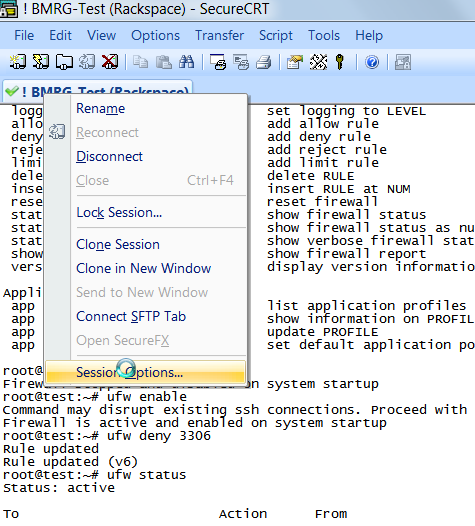 ! BMRG-Test (Rackspace) - SecureCRT
File Edit View Options Transfer Script Tools Help
! BMRG-Test (Rackspace)
Rename
Reconnect
Disconnect
Close Ctrl+F4
Lock Session...
Clone Session
Clone in New Window
Send to New Window
Connect SFTP Tab
Open SecureFX
Session Options...
logg set logging to LEVEL
allo add allow rule
deny add deny rule
reje add reject rule
limi add limit rule
dele delete RULE
inse insert RULE at NUM
rese reset firewall
stat show firewall status
stat show firewall status as nu
stat show verbose firewall stat
show show firewall report
vers display version informatio
Appli
app list application profiles
app show information on PROFIL
app update PROFILE
app set default application po
root@
Firewall stopped and disabled on system startup
root@test:~# ufw enable
Command may disrupt existing ssh connections. Proceed with
Firewall is active and enabled on system startup
root@test:~# ufw deny 3306
Rule updated
Rule updated (v6)
root@test:~# ufw status
Status: active
To Action From